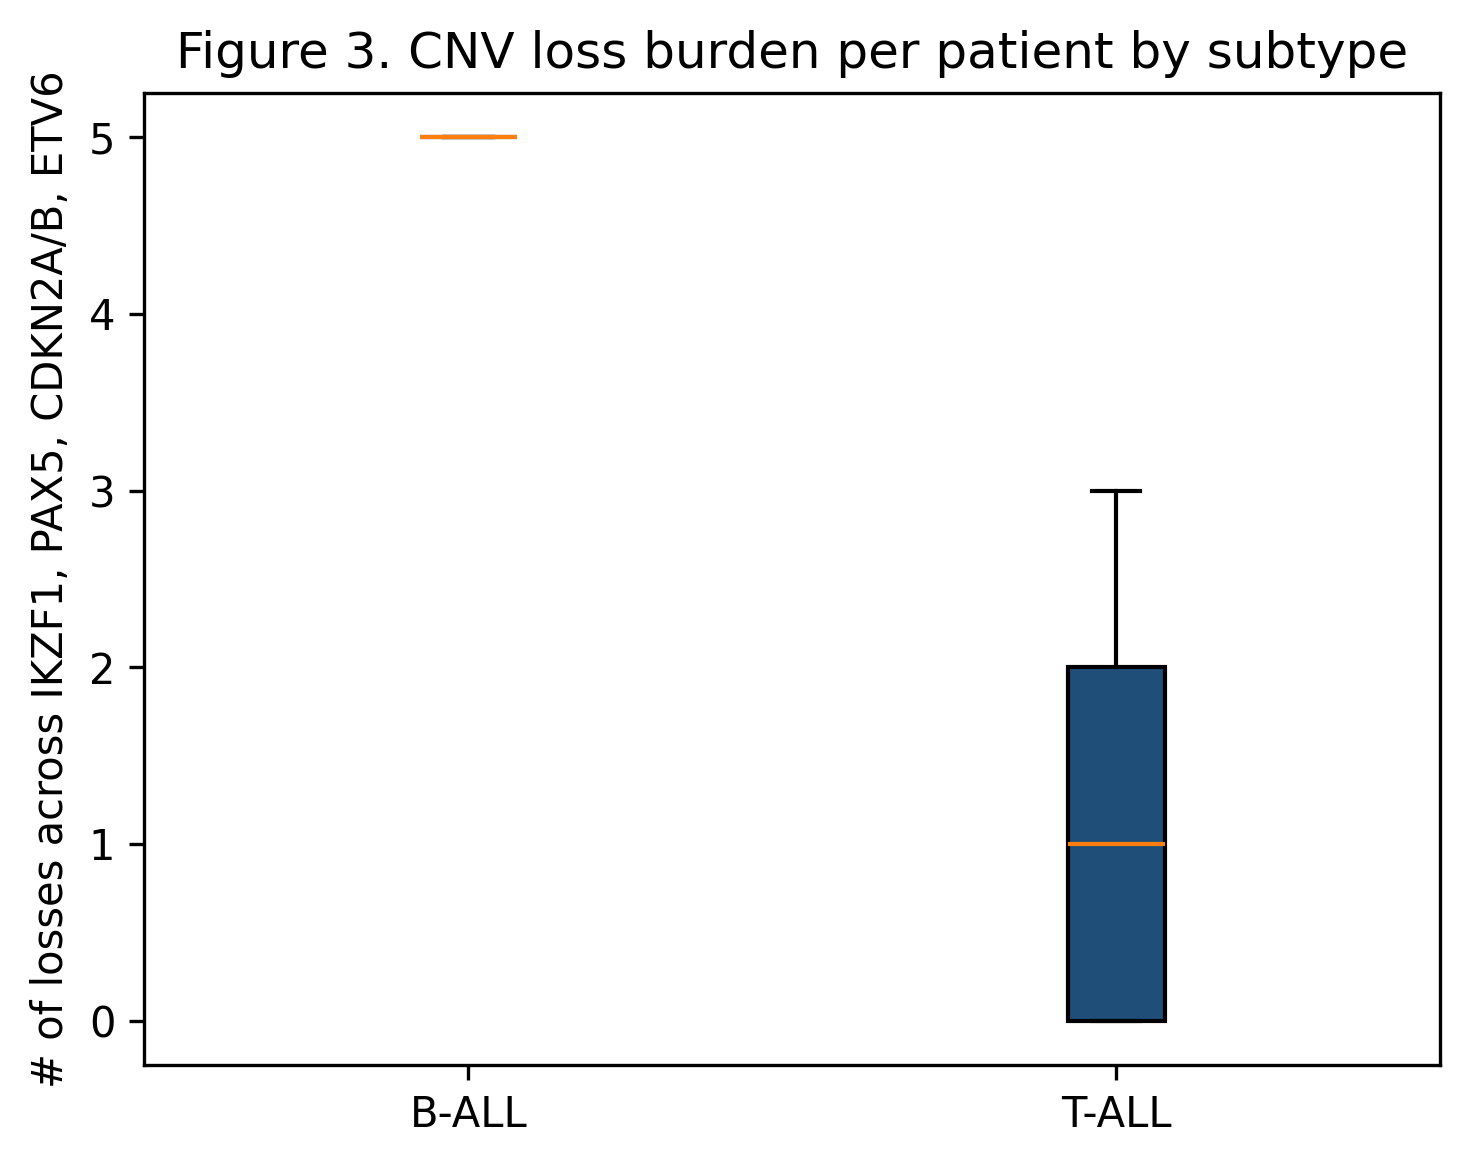 Figure 3. CNV loss burden per patient by subtype
# of losses across IKZF1, PAX5, CDKN2A/B, ETV6
5
4
3
2
1
0
B-ALL
T-ALL